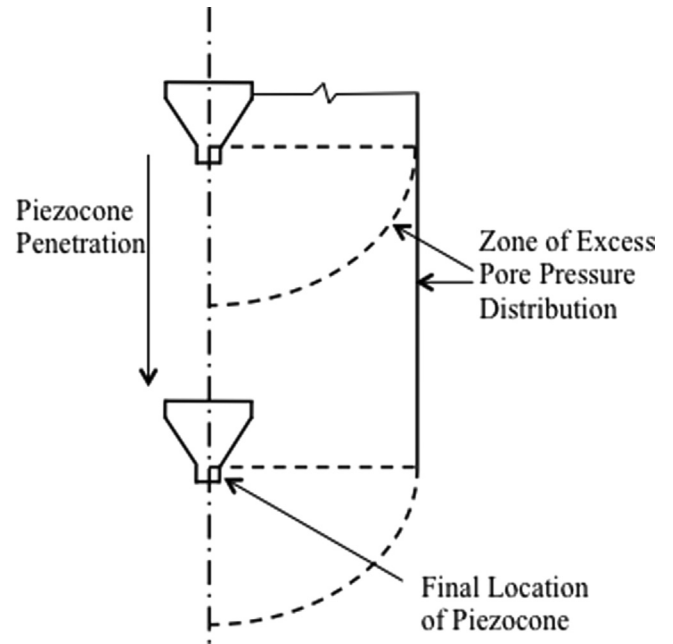 Piezocone
Penetration
Zone of Excess
Pore Pressure
Distribution
Final Location
of Piezocone